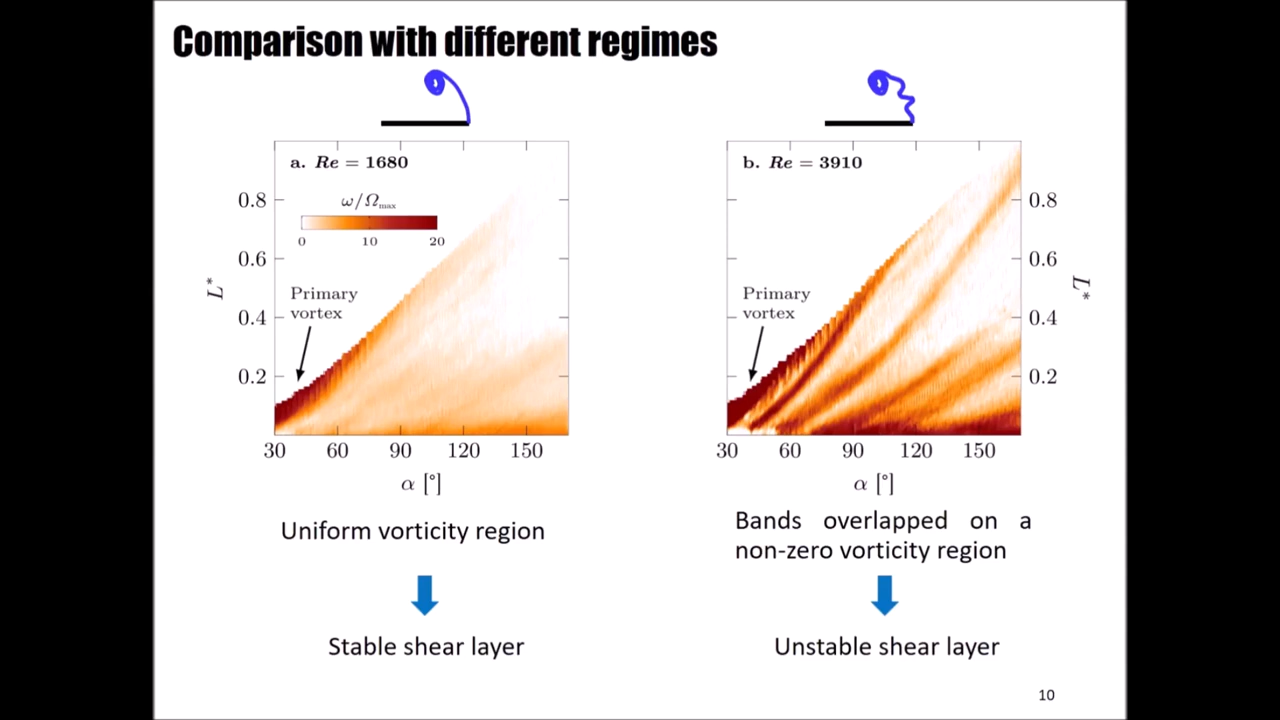 Comparison with different regimes
a. Re = 1680
ω/Ωmax
0 10 20
Primary
vortex
0.8
0.6
0.4
0.2
L*
30 60 90 120 150
α [°]
b. Re = 3910
Primary
vortex
0.8
0.6
0.4
0.2
L*
30 60 90 120 150
α [°]
Uniform vorticity region
Bands overlapped on a
non-zero vorticity region
Stable shear layer
Unstable shear layer
10